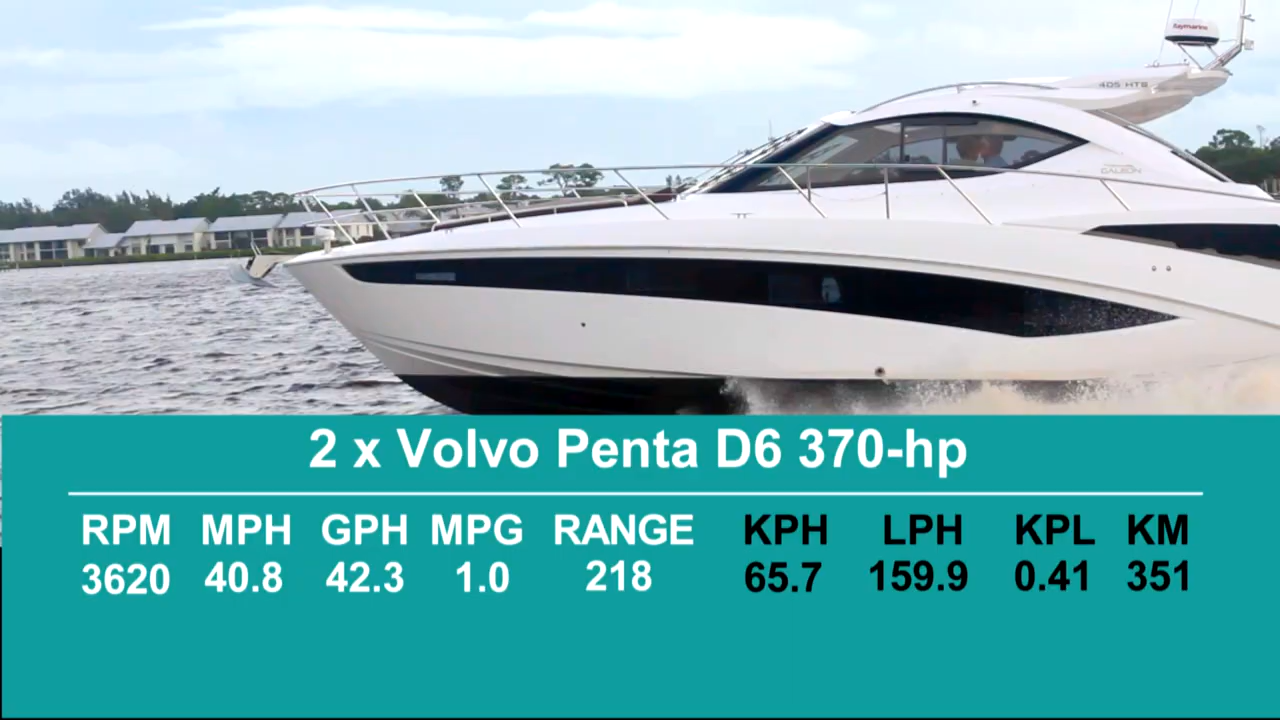 Raymarine
405 HTS
GALEON
2 x Volvo Penta D6 370-hp
RPM MPH GPH MPG RANGE KPH LPH KPL KM
3620 40.8 42.3 1.0 218 65.7 159.9 0.41 351